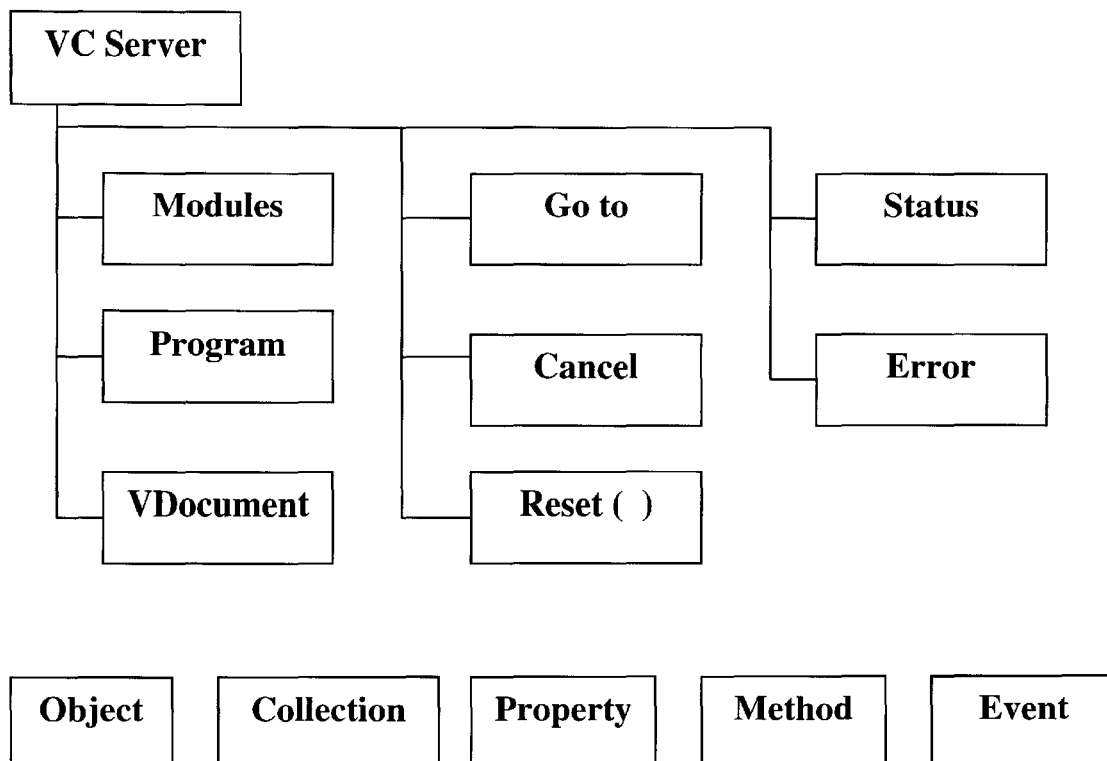 VC Server
Modules
Go to
Status
Program
Cancel
Error
VDocument
Reset ( )
Object
Collection
Property
Method
Event